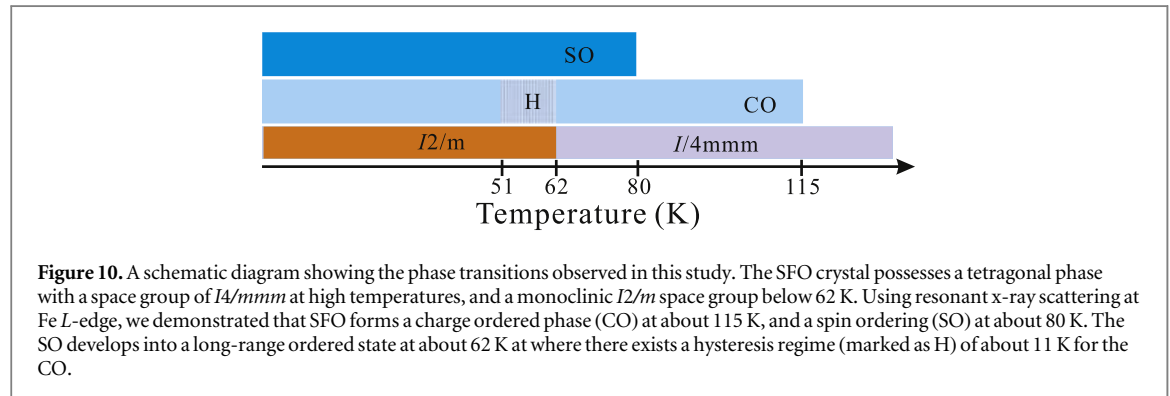 SO
H
CO
I2/m
I/4mmm
51 62 80 115
Temperature (K)
Figure 10. A schematic diagram showing the phase transitions observed in this study. The SFO crystal possesses a tetragonal phase
with a space group of I4/mmm at high temperatures, and a monoclinic I2/m space group below 62 K. Using resonant x-ray scattering at
Fe L-edge, we demonstrated that SFO forms a charge ordered phase (CO) at about 115 K, and a spin ordering (SO) at about 80 K. The
SO develops into a long-range ordered state at about 62 K at where there exists a hysteresis regime (marked as H) of about 11 K for the
CO.